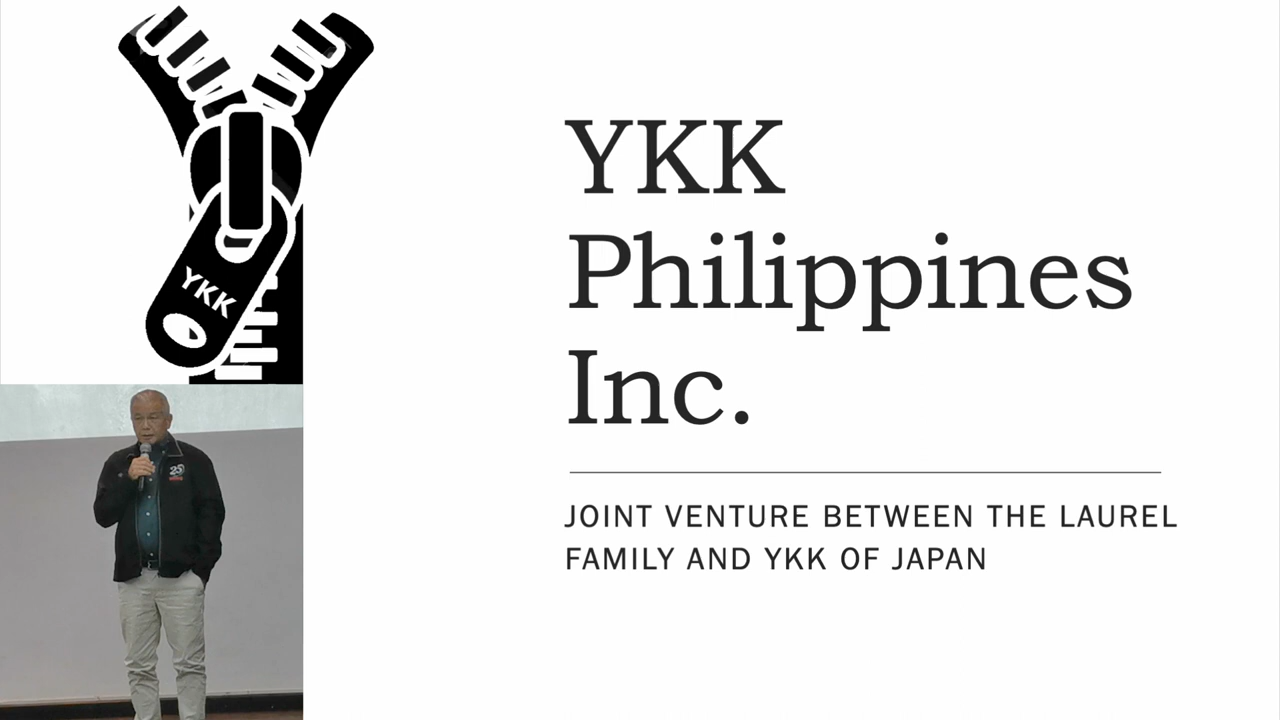 YKK
YKK
Philippines
Inc.
JOINT VENTURE BETWEEN THE LAUREL
FAMILY AND YKK OF JAPAN